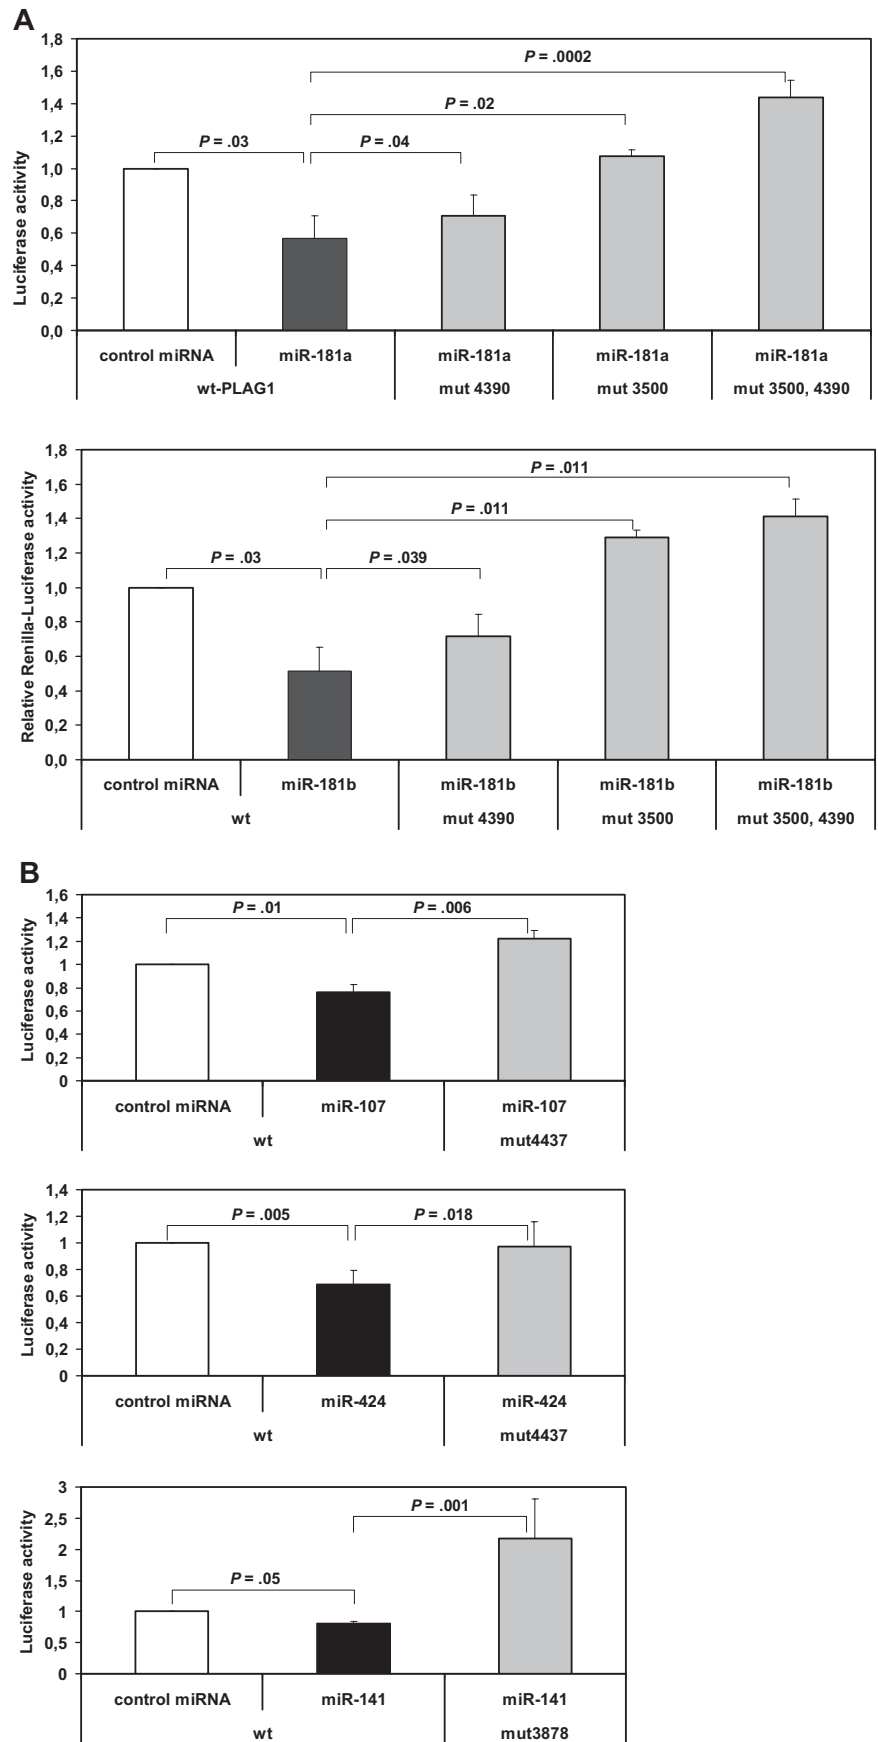 A
Luciferase acitivity
1,8
1,6
1,4
1,2
1,0
0,8
0,6
0,4
0,2
0,0
P = .0002
P = .02
P = .03
P = .04
control miRNA miR-181a miR-181a miR-181a miR-181a
wt-PLAG1 mut 4390 mut 3500 mut 3500, 4390
Relative Renilla-Luciferase activity
1,8
1,6
1,4
1,2
1,0
0,8
0,6
0,4
0,2
0,0
P = .011
P = .011
P = .03
P = .039
control miRNA miR-181b miR-181b miR-181b miR-181b
wt mut 4390 mut 3500 mut 3500, 4390
B
Luciferase activity
1,6
1,4
1,2
1
0,8
0,6
0,4
0,2
0
P = .01
P = .006
control miRNA miR-107 miR-107
wt mut4437
Luciferase activity
1,4
1,2
1
0,8
0,6
0,4
0,2
0
P = .005
P = .018
control miRNA miR-424 miR-424
wt mut4437
Luciferase activity
3
2,5
2
1,5
1
0,5
0
P = .001
P = .05
control miRNA miR-141 miR-141
wt mut3878